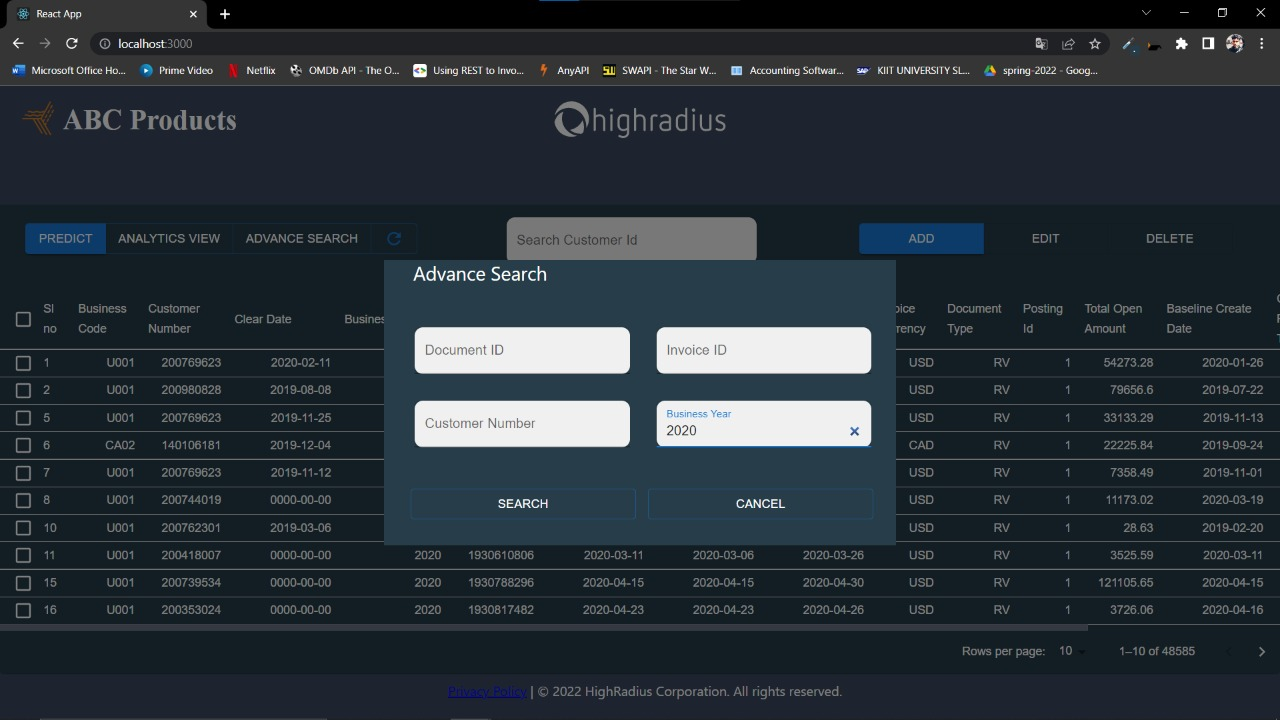 React App
localhost:3000
Microsoft Office Ho... Prime Video Netflix OMDb API - The O... Using REST to Invo... AnyAPI SWAPI - The Star W... Accounting Softwar... KIIT UNIVERSITY SL... spring-2022 - Goog...
ABC Products
highradius
PREDICT ANALYTICS VIEW ADVANCE SEARCH Search Customer Id ADD EDIT DELETE
Advance Search
Document ID Invoice ID
Customer Number Business Year
2020
SEARCH CANCEL
Sl no Business Code Customer Number Clear Date Busines oice rency Document Type Posting Id Total Open Amount Baseline Create Date
1 U001 200769623 2020-02-11 USD RV 1 54273.28 2020-01-26
2 U001 200980828 2019-08-08 USD RV 1 79656.6 2019-07-22
5 U001 200769623 2019-11-25 USD RV 1 33133.29 2019-11-13
6 CA02 140106181 2019-12-04 CAD RV 1 22225.84 2019-09-24
7 U001 200769623 2019-11-12 USD RV 1 7358.49 2019-11-01
8 U001 200744019 0000-00-00 USD RV 1 11173.02 2020-03-19
10 U001 200762301 2019-03-06 USD RV 1 28.63 2019-02-20
11 U001 200418007 0000-00-00 2020 1930610806 2020-03-11 2020-03-06 2020-03-26 USD RV 1 3525.59 2020-03-11
15 U001 200739534 0000-00-00 2020 1930788296 2020-04-15 2020-04-15 2020-04-30 USD RV 1 121105.65 2020-04-15
16 U001 200353024 0000-00-00 2020 1930817482 2020-04-23 2020-04-23 2020-04-26 USD RV 1 3726.06 2020-04-16
Rows per page: 10 1–10 of 48585
Privacy Policy | © 2022 HighRadius Corporation. All rights reserved.